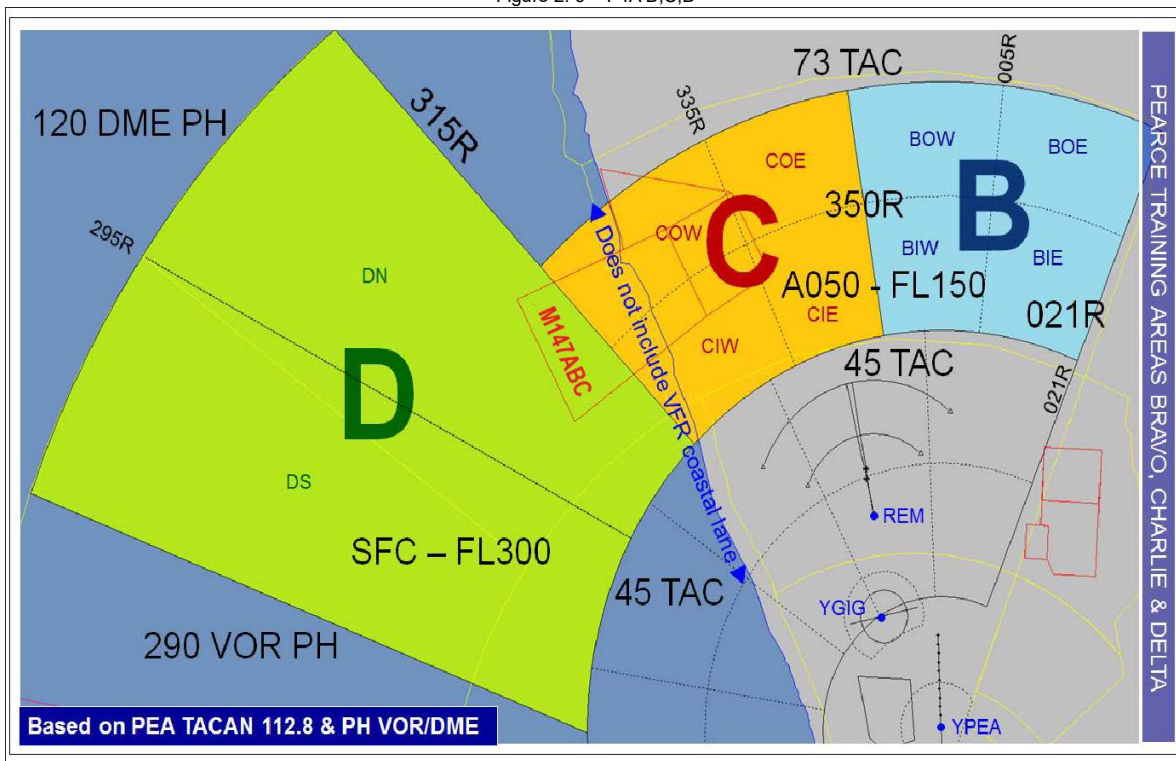 73 TAC
005R
335R
120 DME PH
315R
BOW
BOE
COE
B
350R
C
COW
295R
BIW
BIE
DN
Does not include VFR coastal lane
A050 - FL150
M147ABC
CIE
021R
CIW
45 TAC
021R
D
DS
REM
SFC – FL300
45 TAC
YGIG
290 VOR PH
Based on PEA TACAN 112.8 & PH VOR/DME
YPEA
PEARCE TRAINING AREAS BRAVO, CHARLIE & DELTA